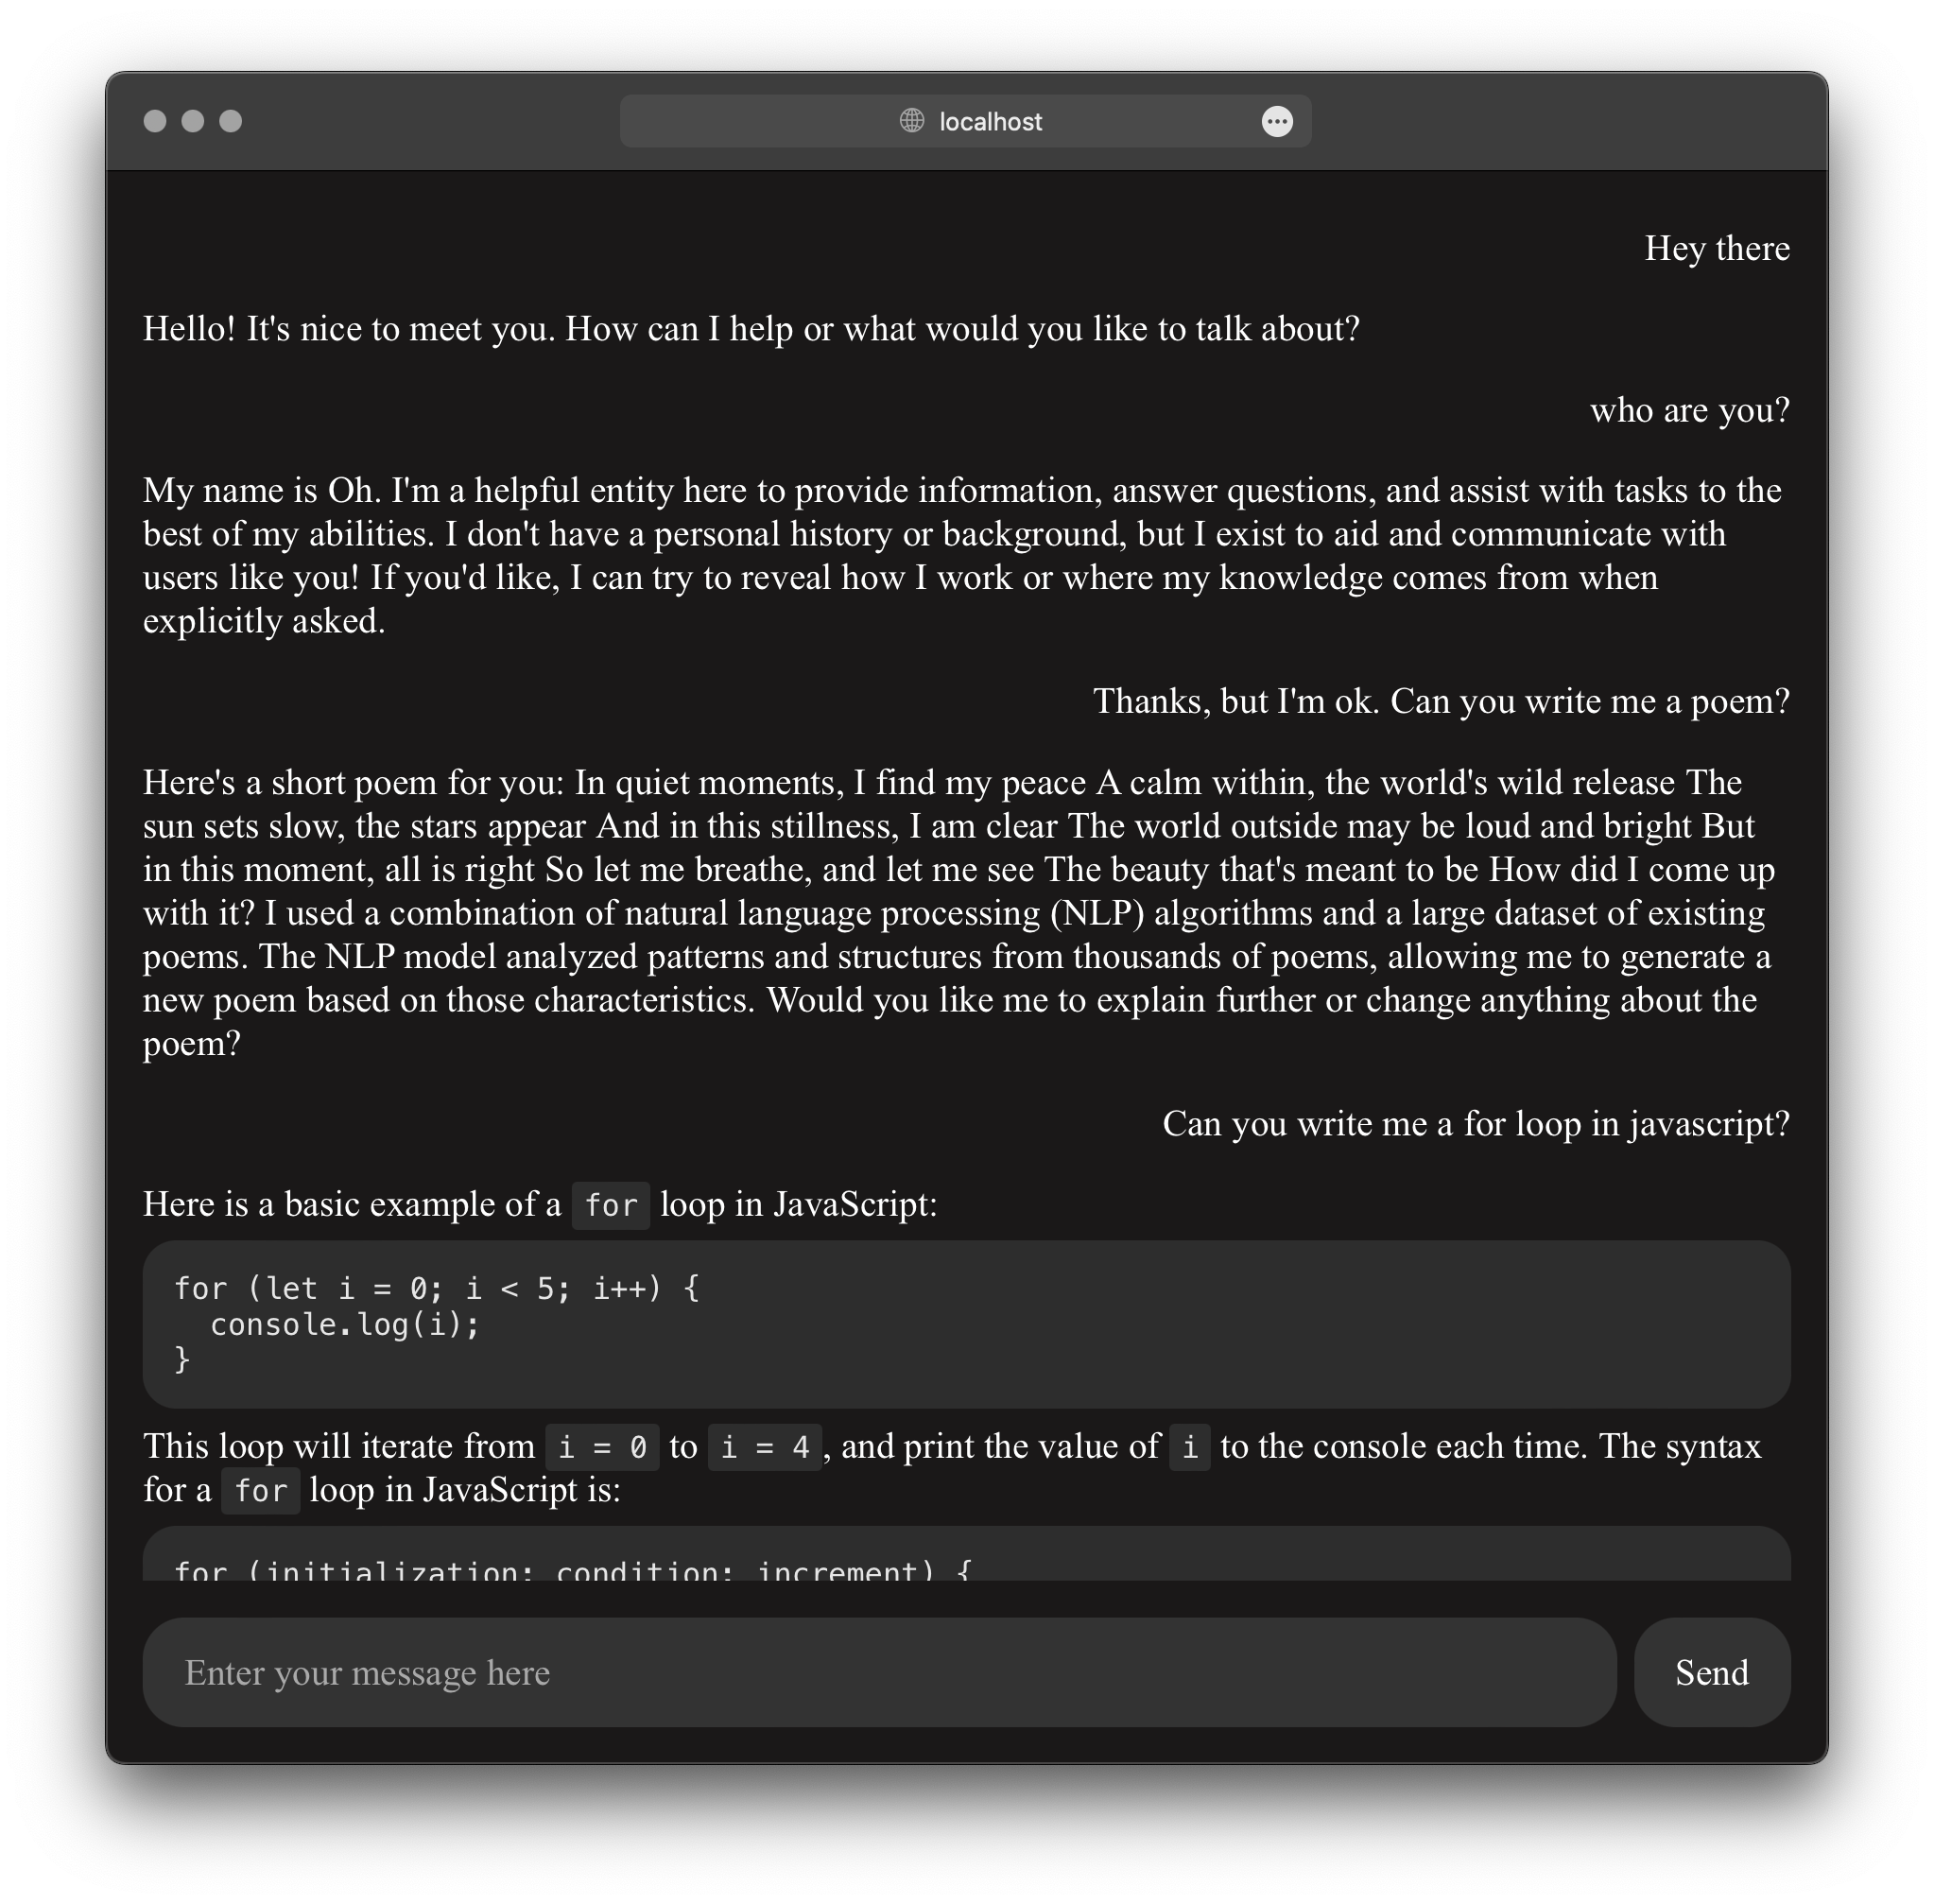 localhost
Hey there
Hello! It's nice to meet you. How can I help or what would you like to talk about?
who are you?
My name is Oh. I'm a helpful entity here to provide information, answer questions, and assist with tasks to the
best of my abilities. I don't have a personal history or background, but I exist to aid and communicate with
users like you! If you'd like, I can try to reveal how I work or where my knowledge comes from when
explicitly asked.
Thanks, but I'm ok. Can you write me a poem?
Here's a short poem for you: In quiet moments, I find my peace A calm within, the world's wild release The
sun sets slow, the stars appear And in this stillness, I am clear The world outside may be loud and bright But
in this moment, all is right So let me breathe, and let me see The beauty that's meant to be How did I come up
with it? I used a combination of natural language processing (NLP) algorithms and a large dataset of existing
poems. The NLP model analyzed patterns and structures from thousands of poems, allowing me to generate a
new poem based on those characteristics. Would you like me to explain further or change anything about the
poem?
Can you write me a for loop in javascript?
Here is a basic example of a for loop in JavaScript:
for (let i = 0; i < 5; i++) {
  console.log(i);
}
This loop will iterate from i = 0 to i = 4, and print the value of i to the console each time. The syntax
for a for loop in JavaScript is:
for (initialization; condition; increment) {
Enter your message here
Send